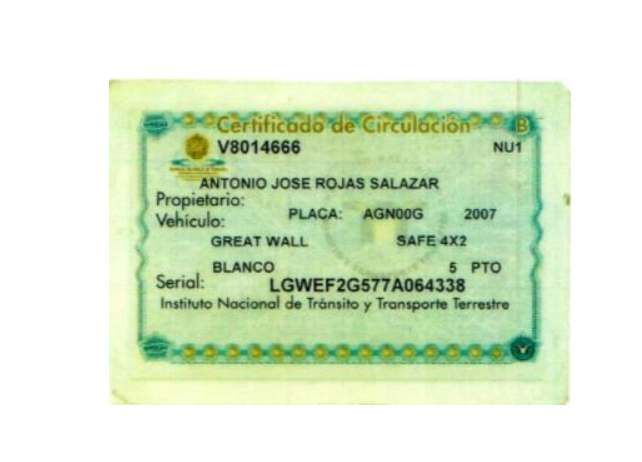 Certificado de Circulación B
V8014666 NU1
ANTONIO JOSE ROJAS SALAZAR
Propietario:
Vehículo: PLACA: AGN00G 2007
GREAT WALL SAFE 4X2
BLANCO 5 PTO
Serial: LGWEF2G577A064338
Instituto Nacional de Tránsito y Transporte Terrestre